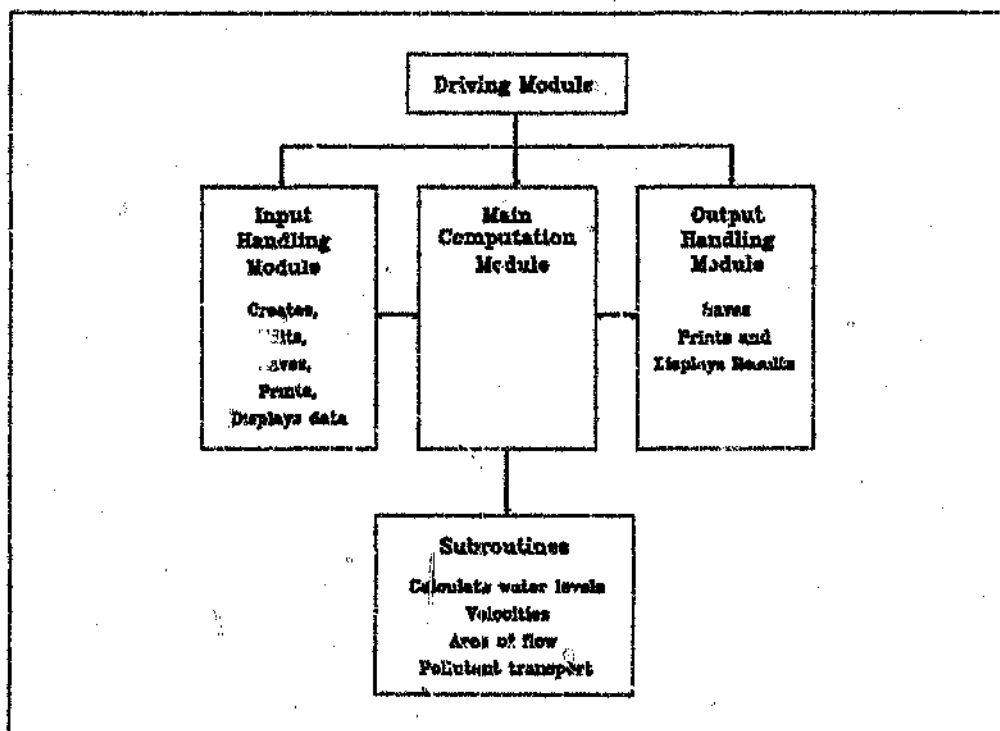 Driving Module
Input
Handling
Module
Creates,
Prints,
Displays data
Main
Computation
Module
Output
Handling
Module
Saves
Prints and
Displays Results
Subroutines
Calculate water levels
Velocities
Area of flow
Pollutant transport